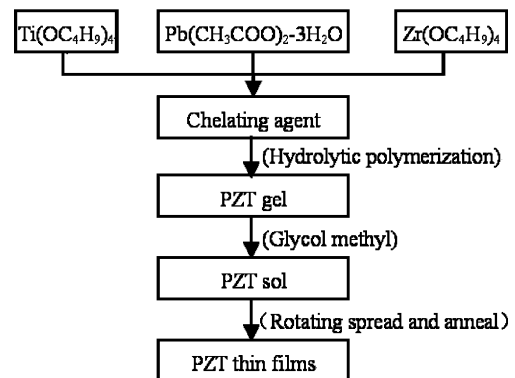 Ti(OC₄H₉)₄ Pb(CH₃COO)₂-3H₂O Zr(OC₄H₉)₄
Chelating agent
(Hydrolytic polymerization)
PZT gel
(Glycol methyl)
PZT sol
(Rotating spread and anneal)
PZT thin films